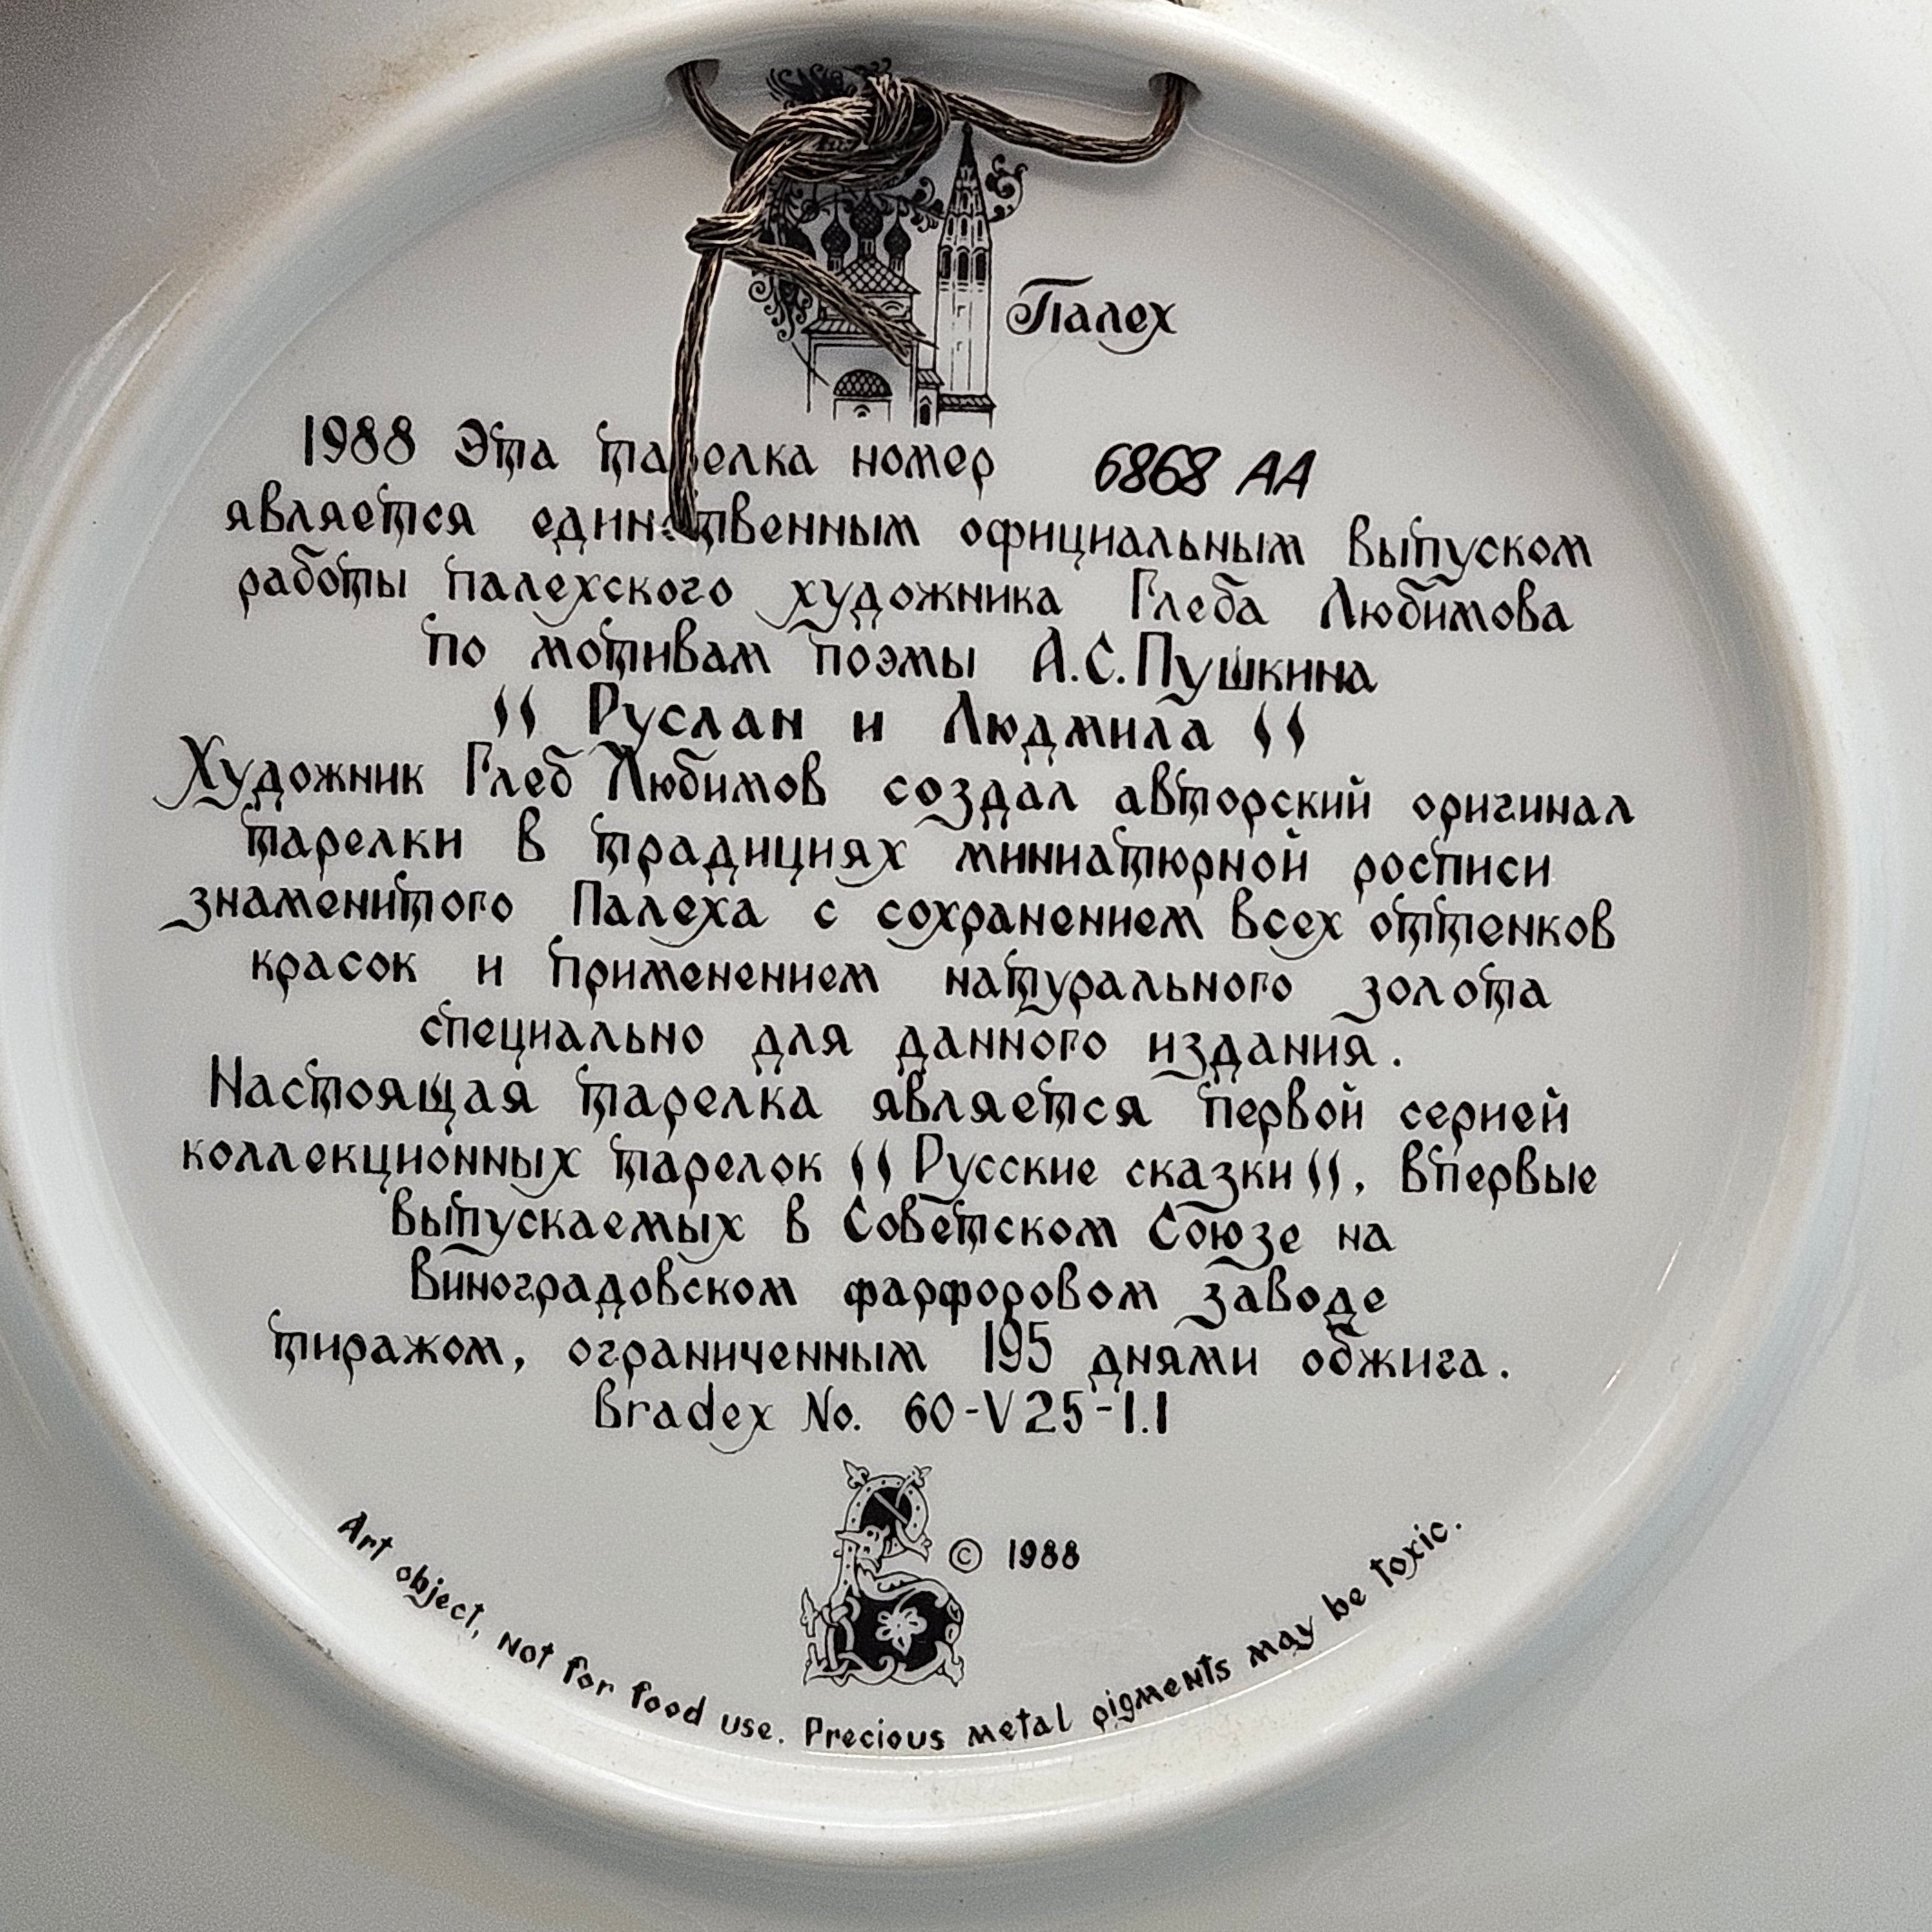 Палех
1988 Эта тарелка номер 6868 АА
является единственным официальным выпуском
работы палехского художника Глеба Любимова
по мотивам поэмы А.С.Пушкина
" Руслан и Людмила "
Художник Глеб Любимов создал авторский оригинал
тарелки в традициях миниатюрной росписи
знаменитого Палеха с сохранением всех оттенков
красок и применением натурального золота
специально для данного издания.
Настоящая тарелка является первой серией
коллекционных тарелок "Русские сказки", впервые
выпускаемых в Советском Союзе на
Виноградовском фарфоровом заводе
тиражом, ограниченным 195 днями обжига.
Bradex No. 60-V25-1.1
© 1988
Art object, not for food use. Precious metal pigments may be toxic.